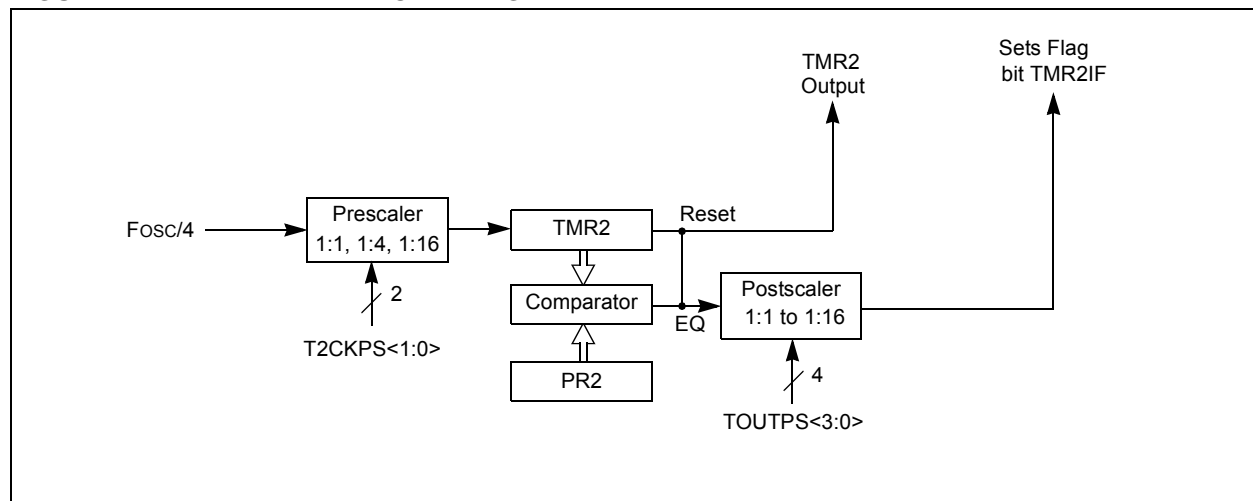 TMR2
Output
Sets Flag
bit TMR2IF
FOSC/4
Prescaler
1:1, 1:4, 1:16
2
T2CKPS<1:0>
TMR2
Reset
Comparator
EQ
PR2
Postscaler
1:1 to 1:16
4
TOUTPS<3:0>